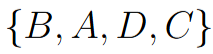 {B, A, D, C}